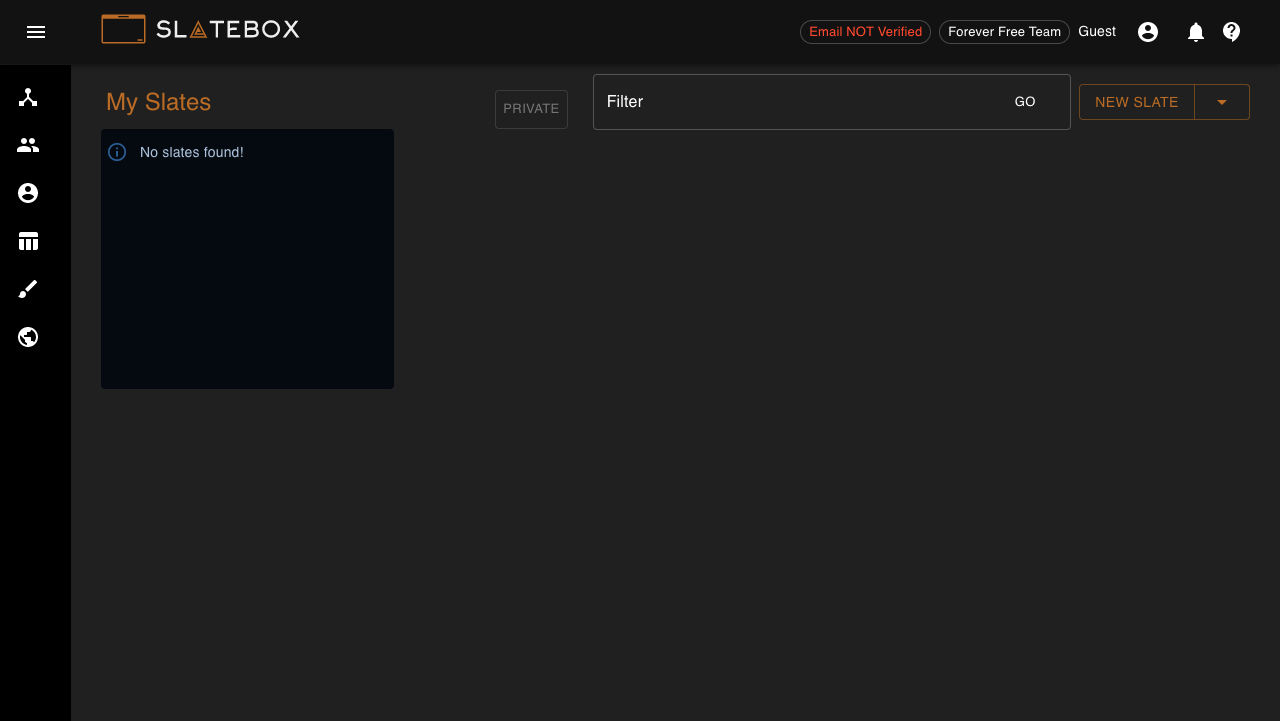 SLATEBOX
Email NOT Verified
Forever Free Team
Guest
My Slates
PRIVATE
Filter
GO
NEW SLATE
No slates found!